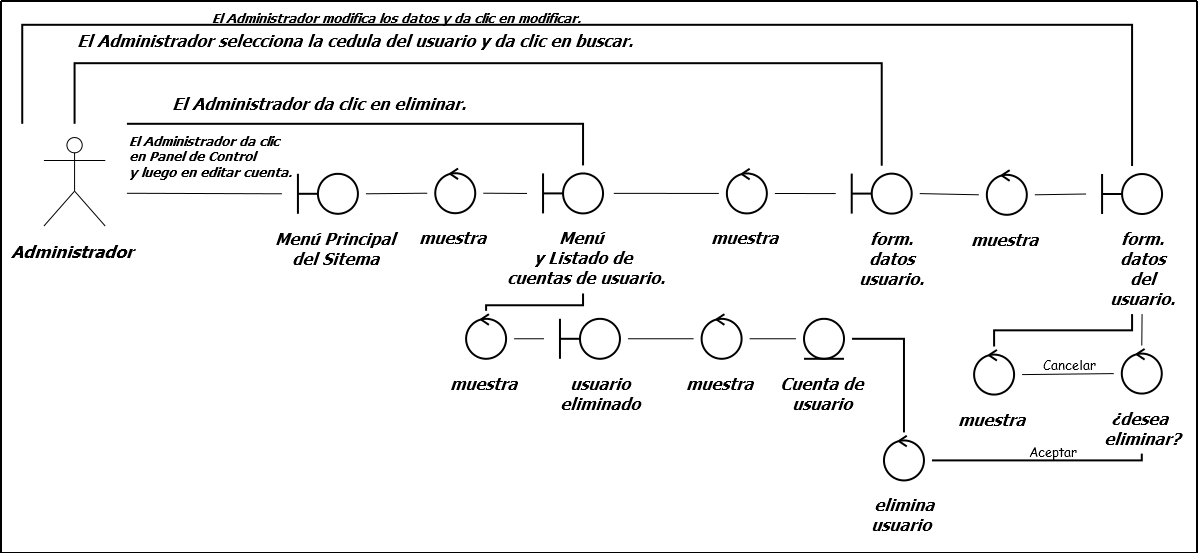 El Administrador modifica los datos y da clic en modificar.
El Administrador selecciona la cedula del usuario y da clic en buscar.
El Administrador da clic en eliminar.
El Administrador da clic
en Panel de Control
y luego en editar cuenta.
Administrador
Menú Principal
del Sitema
muestra
Menú
y Listado de
cuentas de usuario.
muestra
form.
datos
usuario.
muestra
form.
datos
del
usuario.
muestra
usuario
eliminado
muestra
Cuenta de
usuario
Cancelar
muestra
¿desea
eliminar?
Aceptar
elimina
usuario